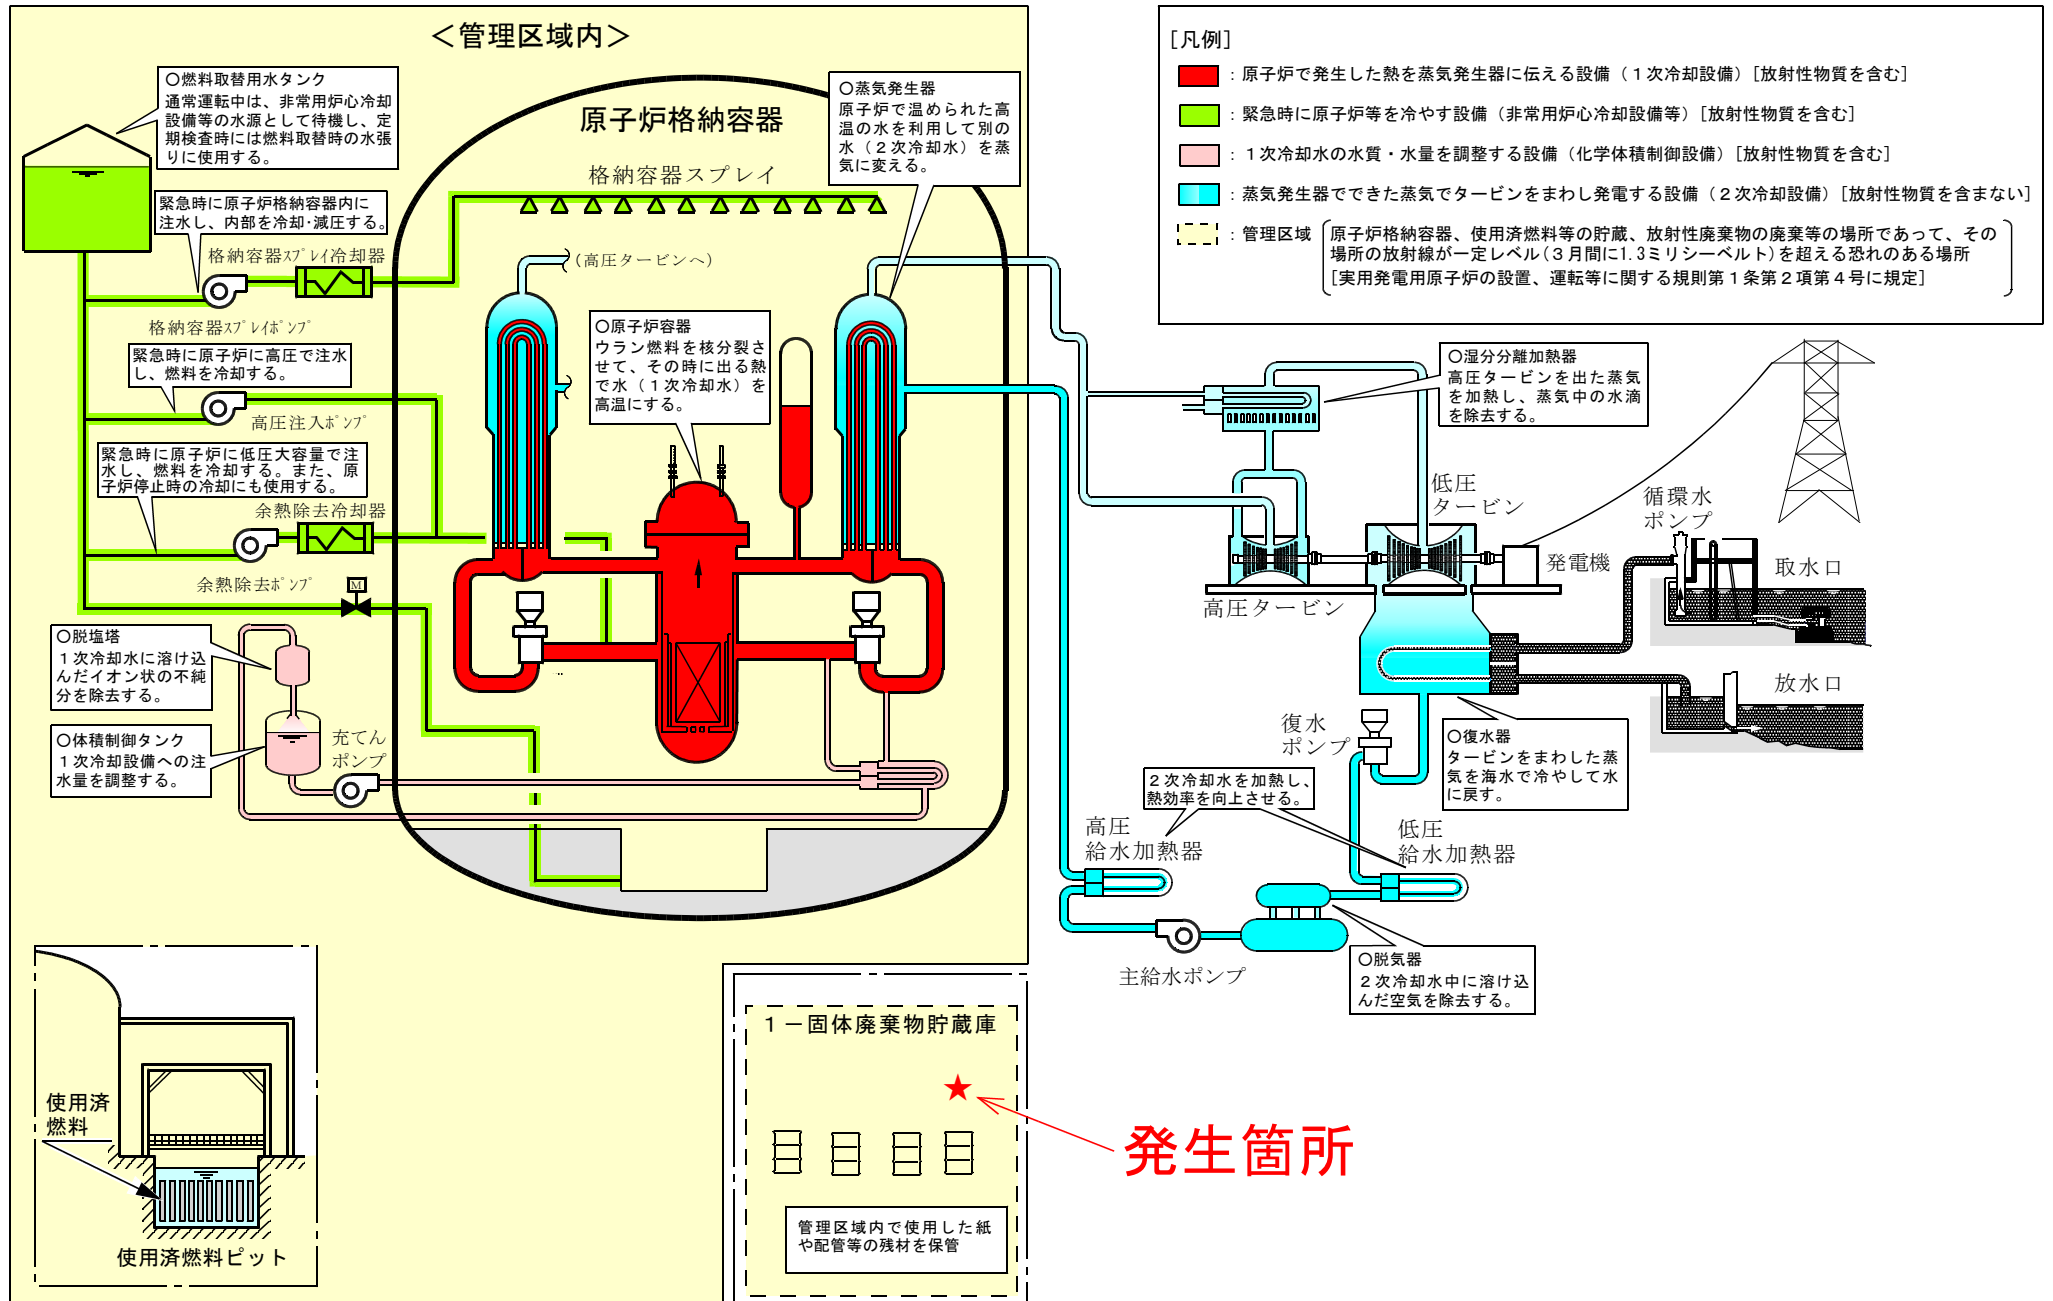 ＜管理区域内＞
○燃料取替用水タンク
通常運転中は、非常用炉心冷却
設備等の水源として待機し、定
期検査時には燃料取替時の水張
りに使用する。
緊急時に原子炉格納容器内に
注水し、内部を冷却･減圧する。
格納容器ｽﾌﾟﾚｲ冷却器
格納容器ｽﾌﾟﾚｲﾎﾟﾝﾌﾟ
緊急時に原子炉に高圧で注水
し、燃料を冷却する。
高圧注入ﾎﾟﾝﾌﾟ
緊急時に原子炉に低圧大容量で注
水し、燃料を冷却する。また、原
子炉停止時の冷却にも使用する。
余熱除去冷却器
余熱除去ﾎﾟﾝﾌﾟ
M
○脱塩塔
１次冷却水に溶け込
んだイオン状の不純
分を除去する。
○体積制御タンク
１次冷却設備への注
水量を調整する。
充てん
ポンプ
原子炉格納容器
格納容器スプレイ
(高圧タービンへ)
○蒸気発生器
原子炉で温められた高
温の水を利用して別の
水（２次冷却水）を蒸
気に変える。
○原子炉容器
ウラン燃料を核分裂さ
せて、その時に出る熱
で水（１次冷却水）を
高温にする。
[凡例]
：原子炉で発生した熱を蒸気発生器に伝える設備（１次冷却設備）[放射性物質を含む]
：緊急時に原子炉等を冷やす設備（非常用炉心冷却設備等）[放射性物質を含む]
：１次冷却水の水質・水量を調整する設備（化学体積制御設備）[放射性物質を含む]
：蒸気発生器でできた蒸気でタービンをまわし発電する設備（２次冷却設備）[放射性物質を含まない]
：管理区域
原子炉格納容器、使用済燃料等の貯蔵、放射性廃棄物の廃棄等の場所であって、その
場所の放射線が一定レベル(３月間に1.3ミリシーベルト)を超える恐れのある場所
[実用発電用原子炉の設置、運転等に関する規則第１条第２項第４号に規定]
○湿分分離加熱器
高圧タービンを出た蒸気
を加熱し、蒸気中の水滴
を除去する。
低圧
タービン
高圧タービン
発電機
循環水
ポンプ
取水口
放水口
復水
ポンプ
○復水器
タービンをまわした蒸
気を海水で冷やして水
に戻す。
２次冷却水を加熱し、
熱効率を向上させる。
高圧
給水加熱器
低圧
給水加熱器
主給水ポンプ
○脱気器
２次冷却水中に溶け込
んだ空気を除去する。
使用済
燃料
使用済燃料ピット
１－固体廃棄物貯蔵庫
★
発生箇所
管理区域内で使用した紙
や配管等の残材を保管